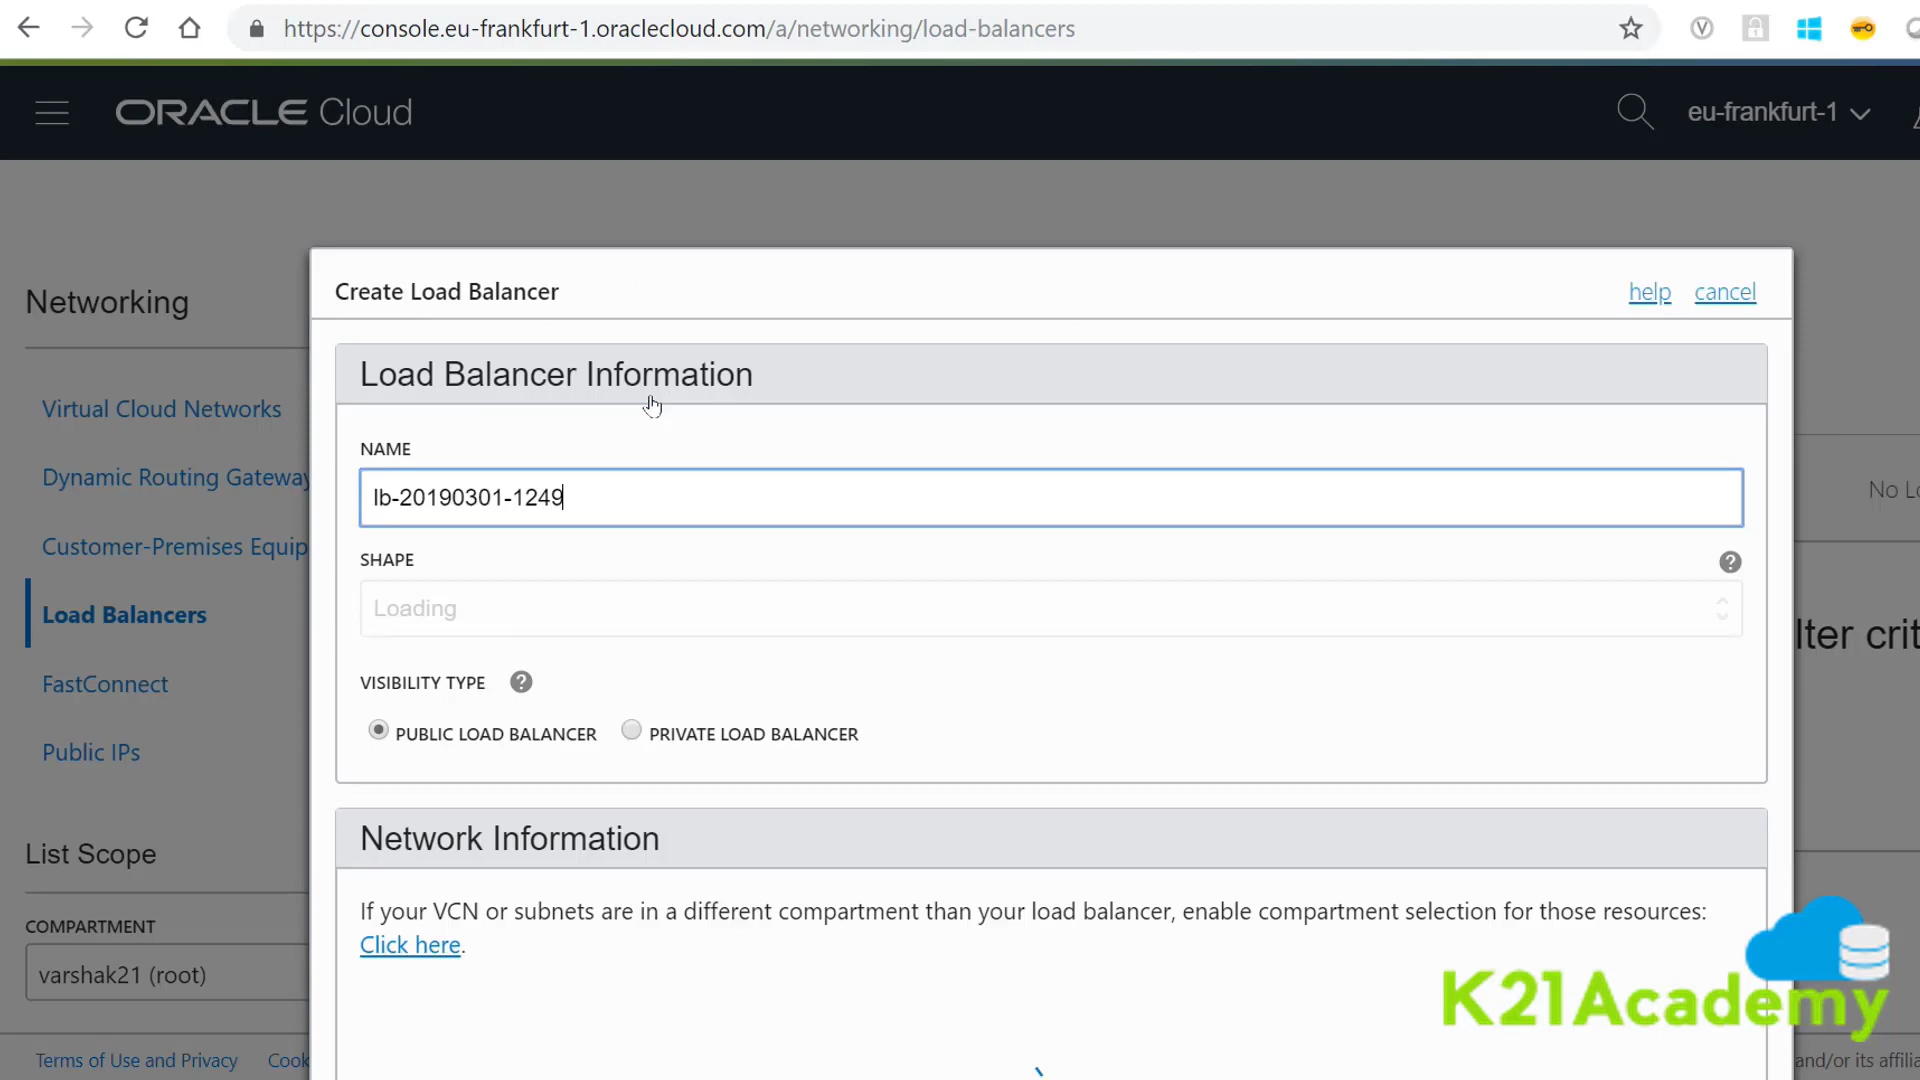 https://console.eu-frankfurt-1.oraclecloud.com/a/networking/load-balancers
ORACLE Cloud
eu-frankfurt-1
Networking
Virtual Cloud Networks
Dynamic Routing Gateway
Customer-Premises Equip
Load Balancers
FastConnect
Public IPs
List Scope
COMPARTMENT
varshak21 (root)
Terms of Use and Privacy
Cook
Create Load Balancer
help
cancel
Load Balancer Information
NAME
lb-20190301-1249
SHAPE
?
Loading
VISIBILITY TYPE ?
PUBLIC LOAD BALANCER
PRIVATE LOAD BALANCER
Network Information
If your VCN or subnets are in a different compartment than your load balancer, enable compartment selection for those resources:
Click here.
No Lo
lter crit
K21Academy
and/or its affilia